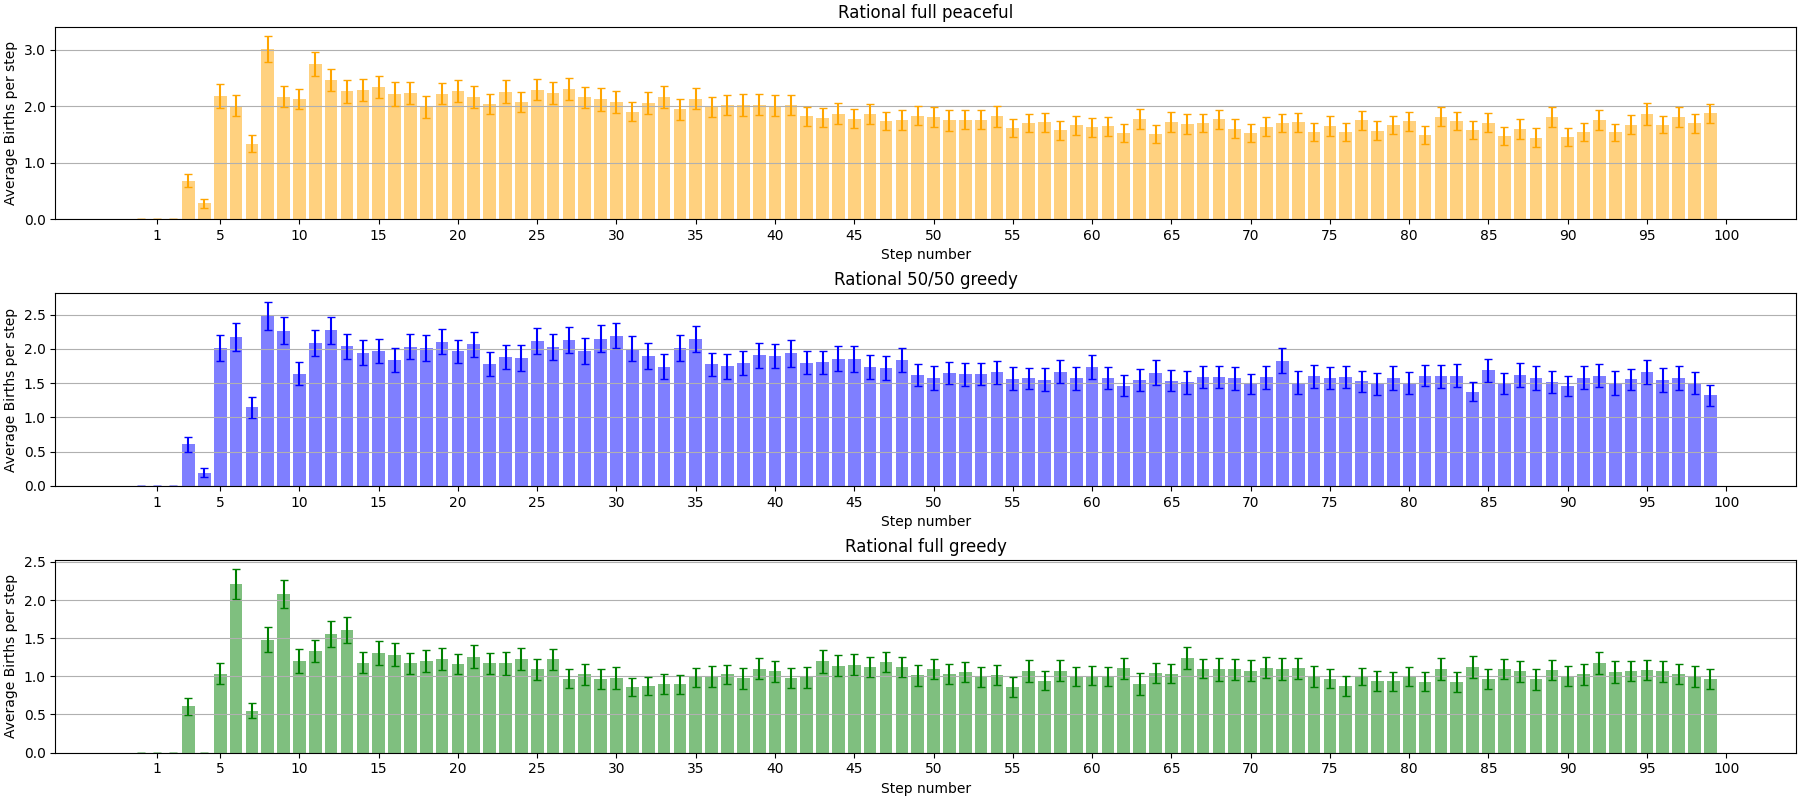 Rational full peaceful
Average Births per step
3.0
2.0
1.0
0.0
1 5 10 15 20 25 30 35 40 45 50 55 60 65 70 75 80 85 90 95 100
Step number
Rational 50/50 greedy
Average Births per step
2.5
2.0
1.5
1.0
0.5
0.0
1 5 10 15 20 25 30 35 40 45 50 55 60 65 70 75 80 85 90 95 100
Step number
Rational full greedy
Average Births per step
2.5
2.0
1.5
1.0
0.5
0.0
1 5 10 15 20 25 30 35 40 45 50 55 60 65 70 75 80 85 90 95 100
Step number